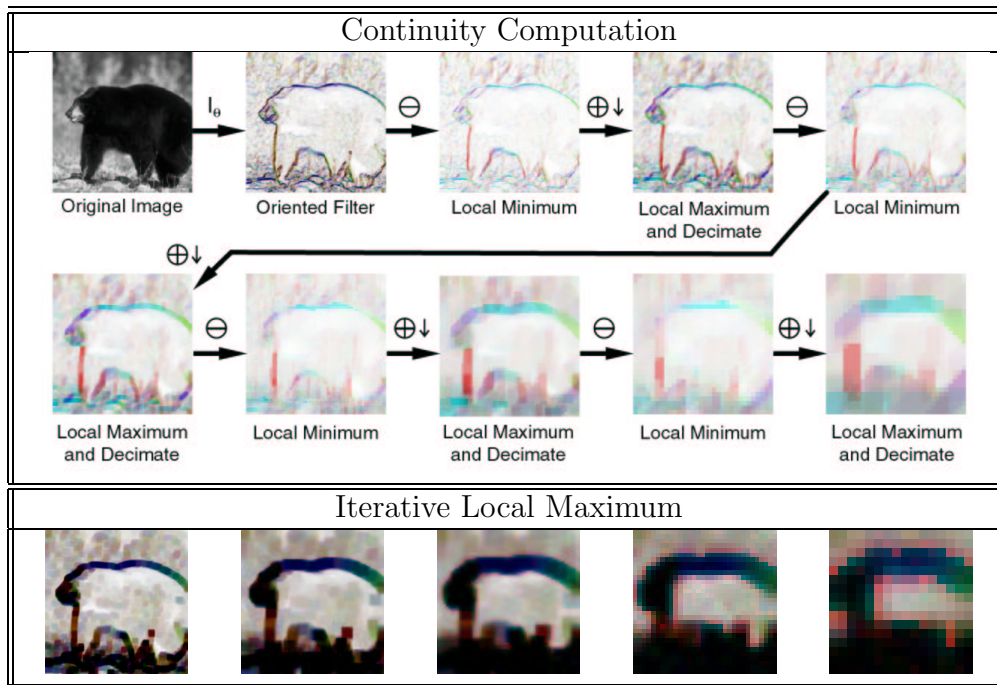 Continuity Computation
I_θ
⊖
⊕↓
⊖
Original Image
Oriented Filter
Local Minimum
Local Maximum
and Decimate
Local Minimum
⊕↓
⊖
⊕↓
⊖
⊕↓
Local Maximum
and Decimate
Local Minimum
Local Maximum
and Decimate
Local Minimum
Local Maximum
and Decimate
Iterative Local Maximum